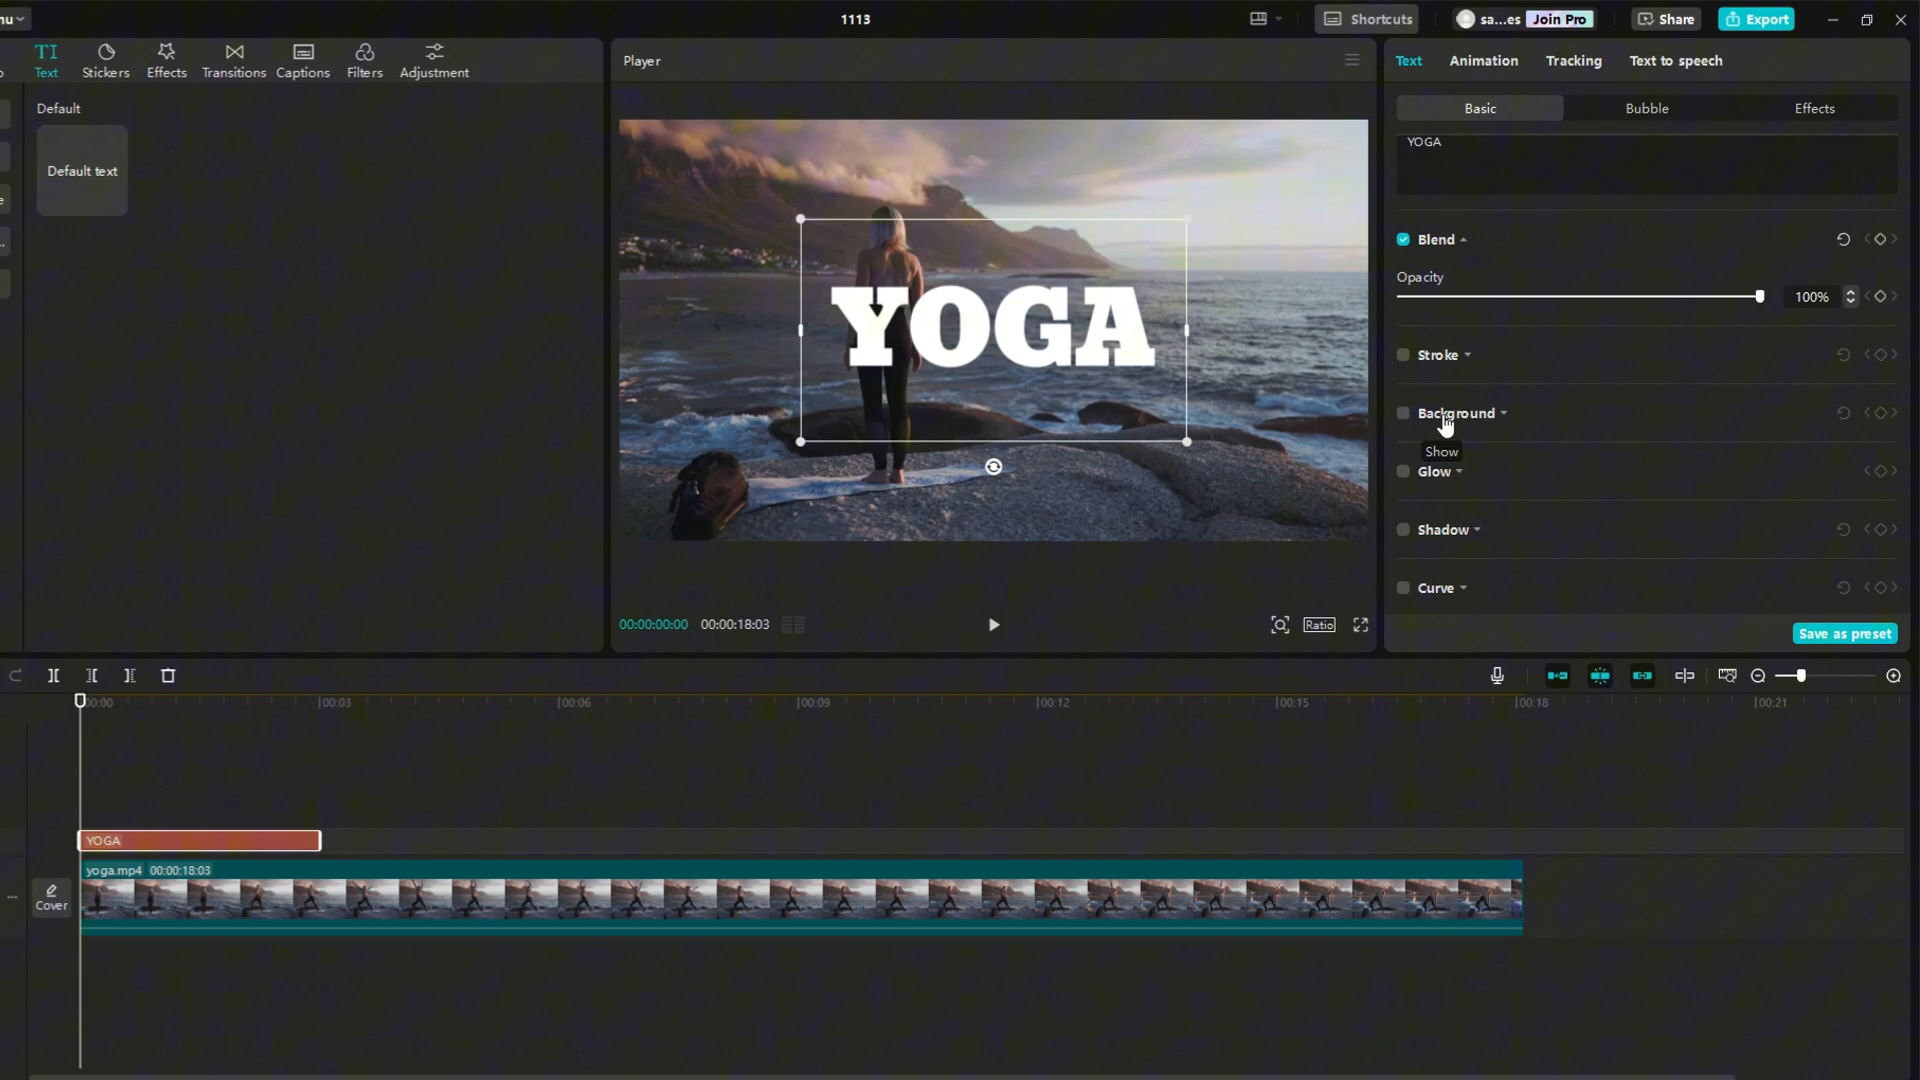 1113
Shortcuts
sa...es
Join Pro
Share
Export
TI
Text
Stickers
Effects
Transitions
Captions
Filters
Adjustment
Default
Default text
Player
YOGA
00:00:00:00
00:00:18:03
Ratio
Text
Animation
Tracking
Text to speech
Basic
Bubble
Effects
YOGA
Blend
Opacity
100%
Stroke
Background
Show
Glow
Shadow
Curve
Save as preset
00:00
00:03
00:06
00:09
00:12
00:15
00:18
00:21
YOGA
yoga.mp4 00:00:18:03
Cover